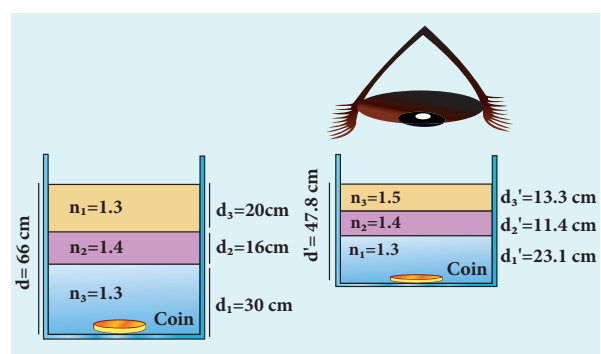 d= 66 cm
n₁=1.3
d₃=20cm
n₂=1.4
d₂=16cm
n₃=1.3
Coin
d₁=30 cm
d'= 47.8 cm
n₃=1.5
d₃'=13.3 cm
n₂=1.4
d₂'=11.4 cm
n₁=1.3
Coin
d₁'=23.1 cm